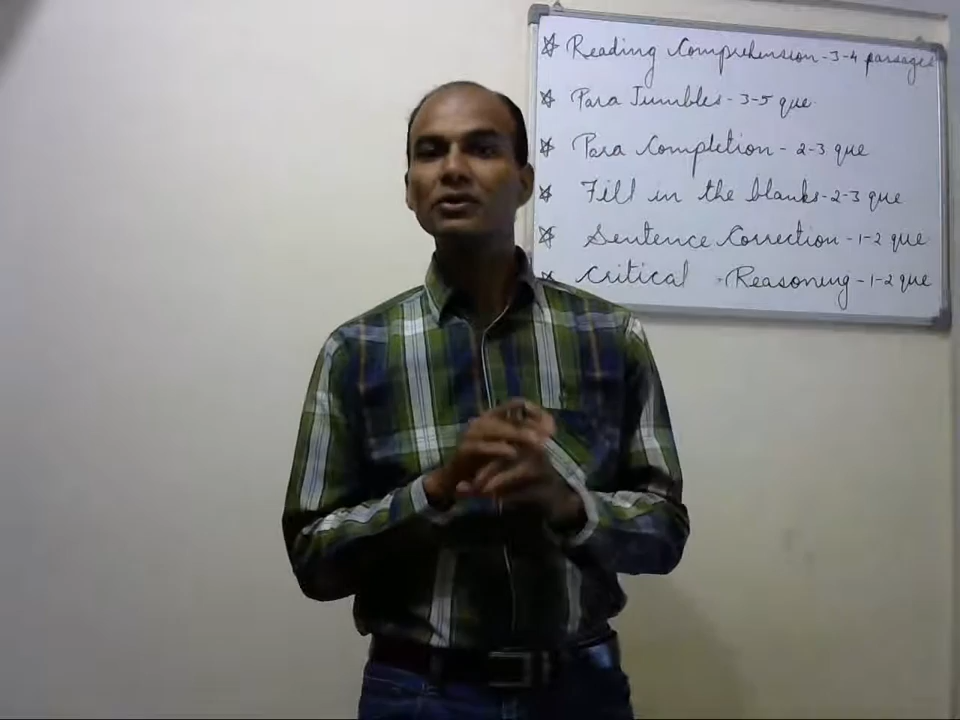 ☆ Reading Comprehension - 3-4 passages
☆ Para Jumbles - 3-5 que
☆ Para Completion - 2-3 que
☆ Fill in the blanks - 2-3 que
☆ Sentence Correction - 1-2 que
☆ Critical Reasoning - 1-2 que